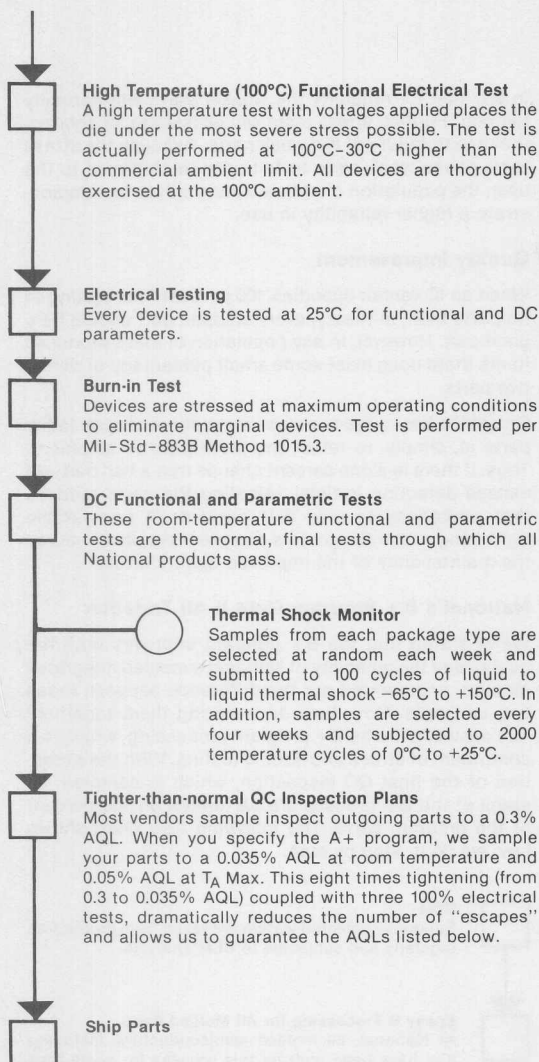 High Temperature (100°C) Functional Electrical Test
A high temperature test with voltages applied places the
die under the most severe stress possible. The test is
actually performed at 100°C-30°C higher than the
commercial ambient limit. All devices are thoroughly
exercised at the 100°C ambient.
Electrical Testing
Every device is tested at 25°C for functional and DC
parameters.
Burn-in Test
Devices are stressed at maximum operating conditions
to eliminate marginal devices. Test is performed per
Mil-Std-883B Method 1015.3.
DC Functional and Parametric Tests
These room-temperature functional and parametric
tests are the normal, final tests through which all
National products pass.
Thermal Shock Monitor
Samples from each package type are
selected at random each week and
submitted to 100 cycles of liquid to
liquid thermal shock -65°C to +150°C. In
addition, samples are selected every
four weeks and subjected to 2000
temperature cycles of 0°C to +25°C.
Tighter-than-normal QC Inspection Plans
Most vendors sample inspect outgoing parts to a 0.3%
AQL. When you specify the A+ program, we sample
your parts to a 0.035% AQL at room temperature and
0.05% AQL at TA Max. This eight times tightening (from
0.3 to 0.035% AQL) coupled with three 100% electrical
tests, dramatically reduces the number of "escapes"
and allows us to guarantee the AQLs listed below.
Ship Parts